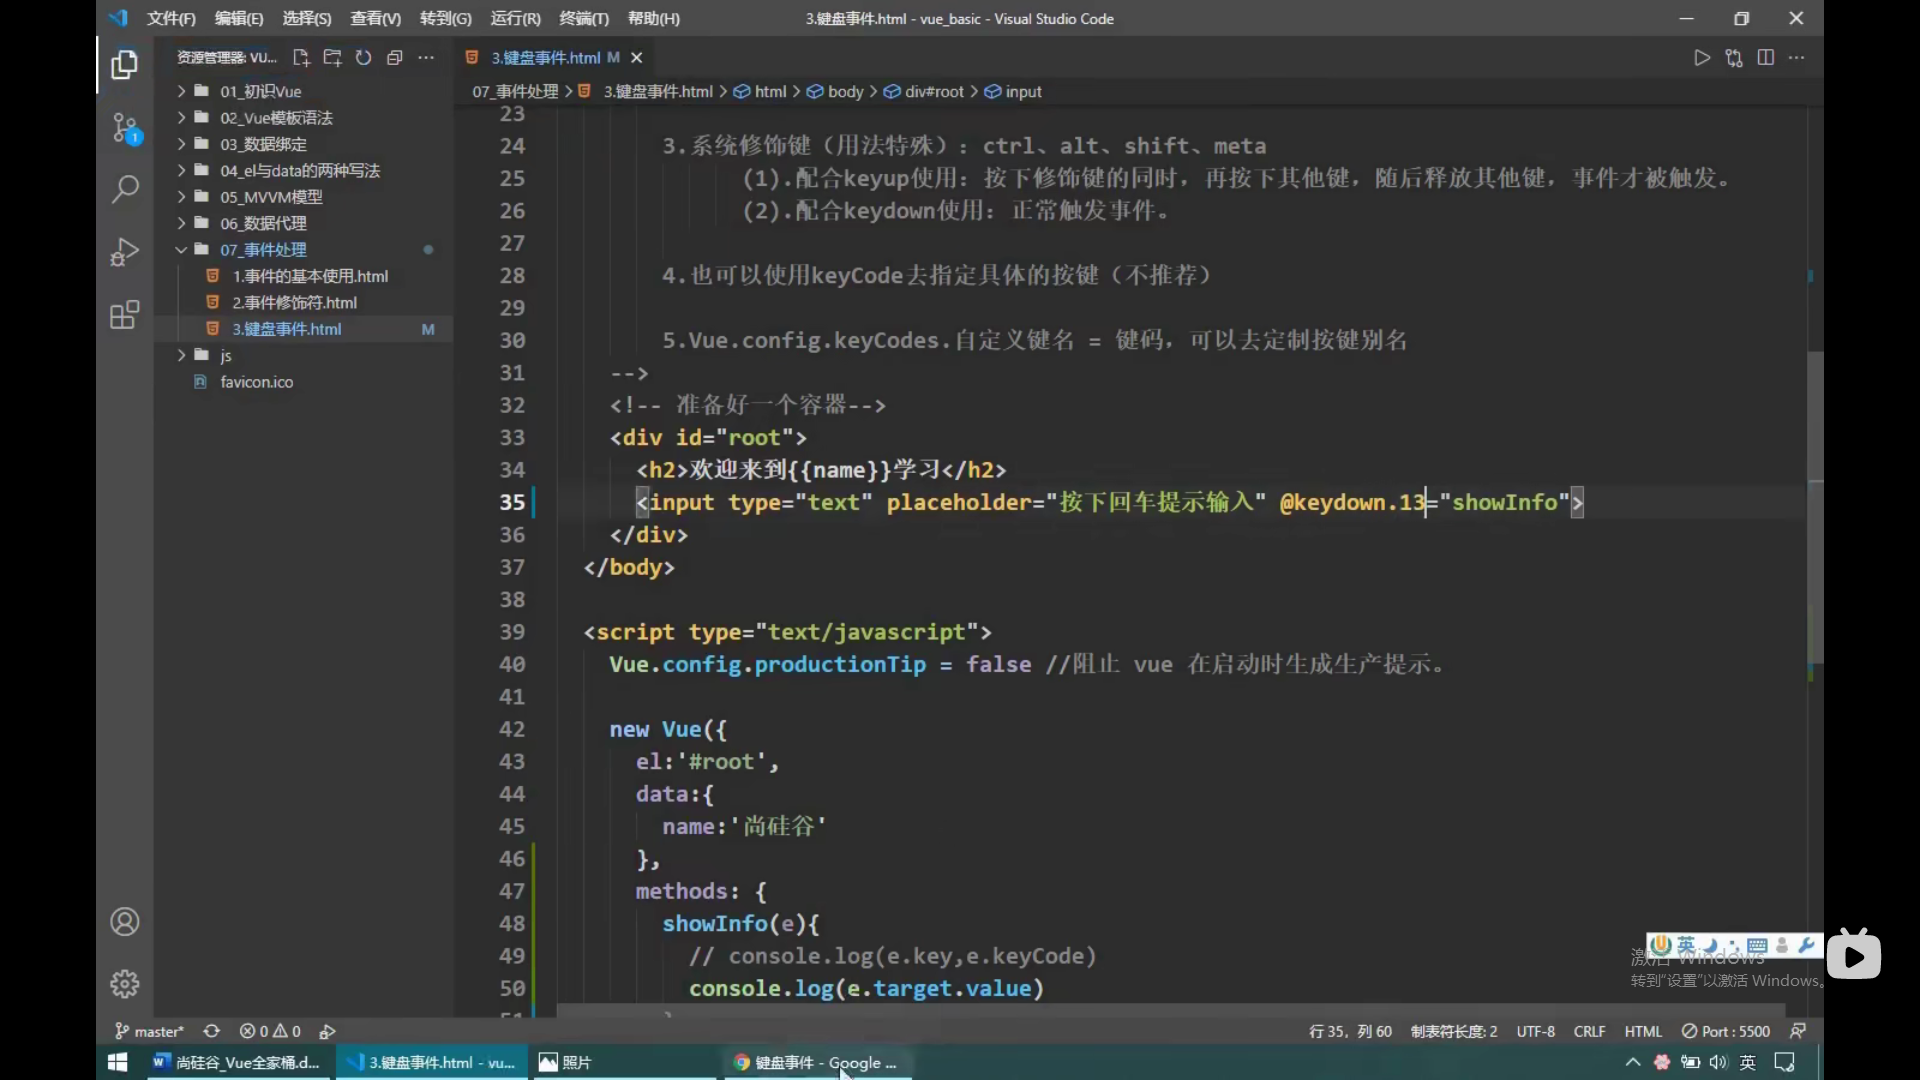 文件(F) 编辑(E) 选择(S) 查看(V) 转到(G) 运行(R) 终端(T) 帮助(H) 3.键盘事件.html - vue_basic - Visual Studio Code
资源管理器: VU...
3.键盘事件.html M
07_事件处理 > 3.键盘事件.html > html > body > div#root > input
01_初识Vue
02_Vue模板语法
03_数据绑定
04_el与data的两种写法
05_MVVM模型
06_数据代理
07_事件处理
1.事件的基本使用.html
2.事件修饰符.html
3.键盘事件.html M
js
favicon.ico
1
23
24 3.系统修饰键（用法特殊）：ctrl、alt、shift、meta
25 (1).配合keyup使用：按下修饰键的同时，再按下其他键，随后释放其他键，事件才被触发。
26 (2).配合keydown使用：正常触发事件。
27
28 4.也可以使用keyCode去指定具体的按键（不推荐）
29
30 5.Vue.config.keyCodes.自定义键名 = 键码，可以去定制按键别名
31 -->
32 <!-- 准备好一个容器-->
33 <div id="root">
34 <h2>欢迎来到{{name}}学习</h2>
35 <input type="text" placeholder="按下回车提示输入" @keydown.13="showInfo">
36 </div>
37 </body>
38
39 <script type="text/javascript">
40 Vue.config.productionTip = false //阻止 vue 在启动时生成生产提示。
41
42 new Vue({
43 el:'#root',
44 data:{
45 name:'尚硅谷'
46 },
47 methods: {
48 showInfo(e){
49 // console.log(e.key,e.keyCode)
50 console.log(e.target.value)
51 }
英
激活 Windows
转到"设置"以激活 Windows。
master* 0 0 行 35，列 60 制表符长度: 2 UTF-8 CRLF HTML Port : 5500
尚硅谷_Vue全家桶.d... 3.键盘事件.html - vu... 照片 键盘事件 - Google ... 英